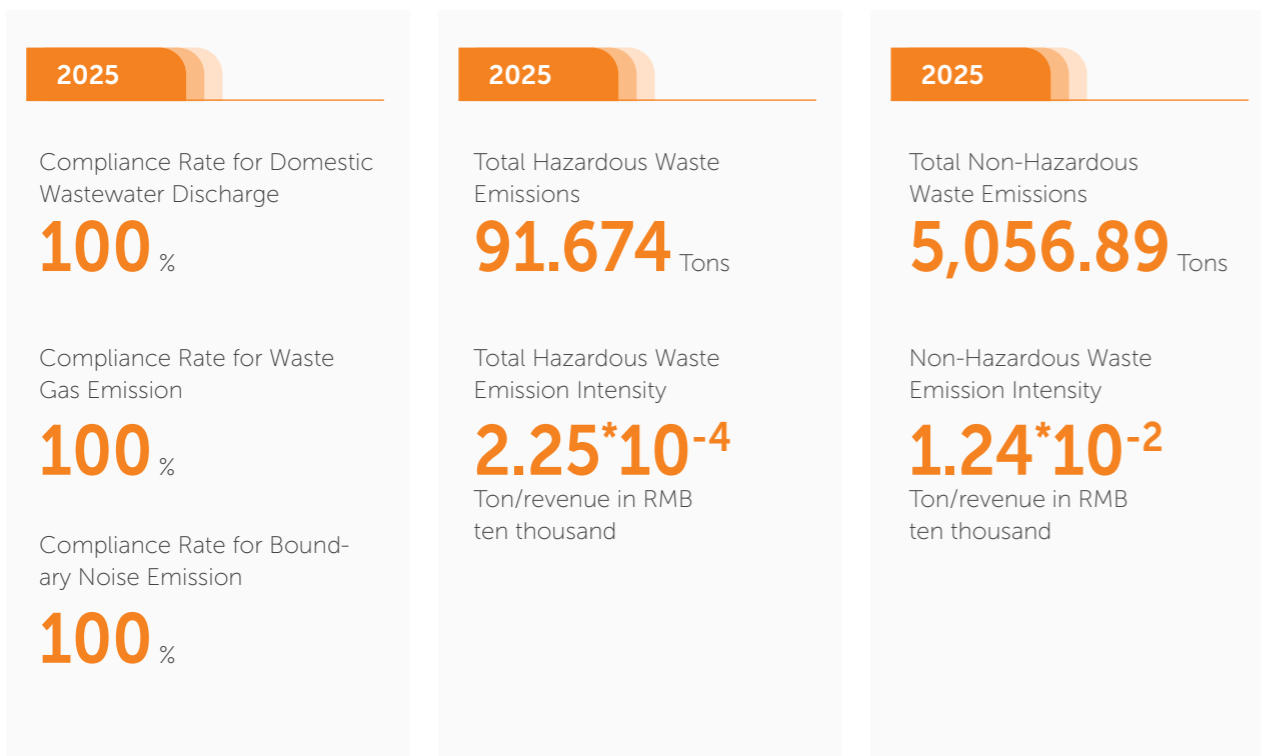 2025
Compliance Rate for Domestic
Wastewater Discharge
100 %
Compliance Rate for Waste
Gas Emission
100 %
Compliance Rate for Bound-
ary Noise Emission
100 %
2025
Total Hazardous Waste
Emissions
91.674 Tons
Total Hazardous Waste
Emission Intensity
2.25*10⁻⁴
Ton/revenue in RMB
ten thousand
2025
Total Non-Hazardous
Waste Emissions
5,056.89 Tons
Non-Hazardous Waste
Emission Intensity
1.24*10⁻²
Ton/revenue in RMB
ten thousand